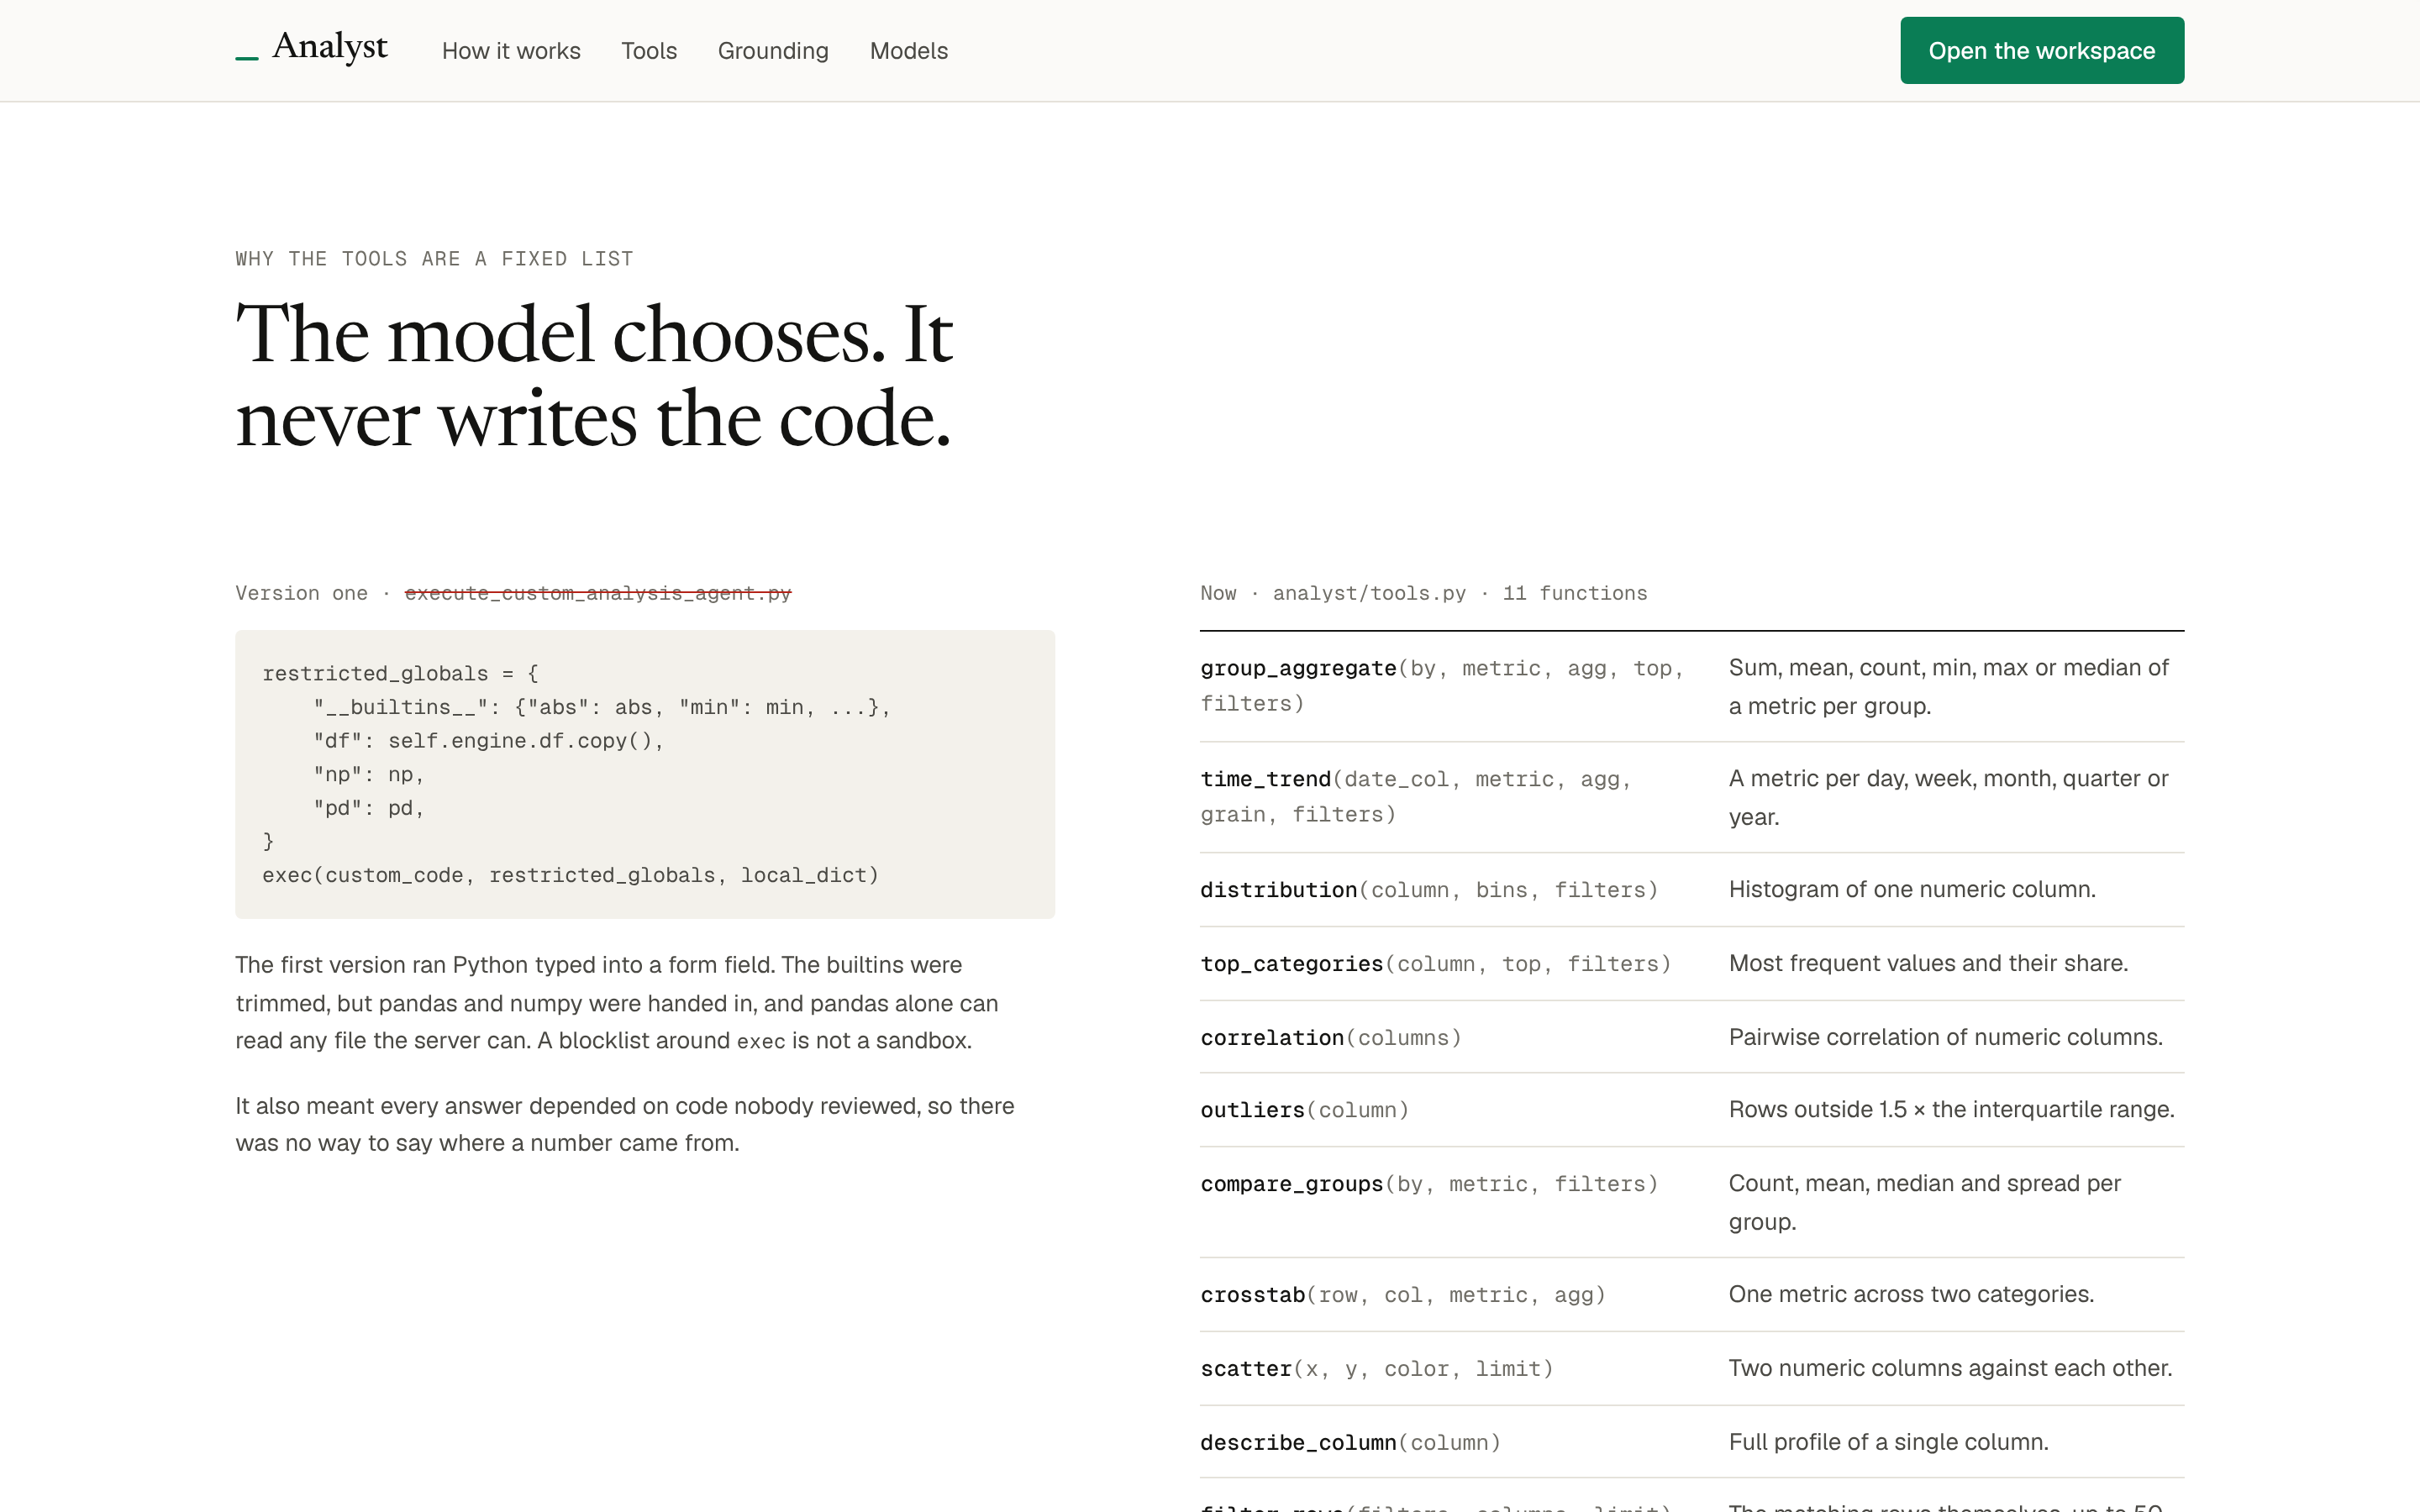 Analyst
How it works
Tools
Grounding
Models
Open the workspace
WHY THE TOOLS ARE A FIXED LIST
The model chooses. It
never writes the code.
Version one · execute_custom_analysis_agent.py
restricted_globals = {
    "__builtins__": {"abs": abs, "min": min, ...},
    "df": self.engine.df.copy(),
    "np": np,
    "pd": pd,
}
exec(custom_code, restricted_globals, local_dict)
The first version ran Python typed into a form field. The builtins were
trimmed, but pandas and numpy were handed in, and pandas alone can
read any file the server can. A blocklist around exec is not a sandbox.
It also meant every answer depended on code nobody reviewed, so there
was no way to say where a number came from.
Now · analyst/tools.py · 11 functions
group_aggregate(by, metric, agg, top,
filters)
Sum, mean, count, min, max or median of
a metric per group.
time_trend(date_col, metric, agg,
grain, filters)
A metric per day, week, month, quarter or
year.
distribution(column, bins, filters)
Histogram of one numeric column.
top_categories(column, top, filters)
Most frequent values and their share.
correlation(columns)
Pairwise correlation of numeric columns.
outliers(column)
Rows outside 1.5 × the interquartile range.
compare_groups(by, metric, filters)
Count, mean, median and spread per
group.
crosstab(row, col, metric, agg)
One metric across two categories.
scatter(x, y, color, limit)
Two numeric columns against each other.
describe_column(column)
Full profile of a single column.
filter_rows(filters, columns, limit)
The matching rows themselves, up to 50